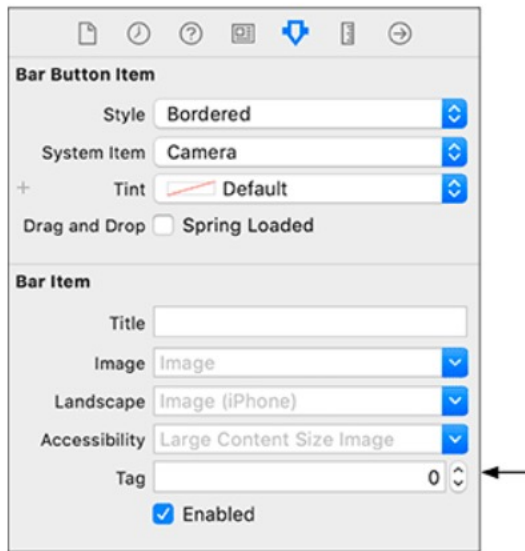 Bar Button Item
Style Bordered
System Item Camera
+ Tint Default
Drag and Drop Spring Loaded
Bar Item
Title
Image Image
Landscape Image (iPhone)
Accessibility Large Content Size Image
Tag 0
Enabled